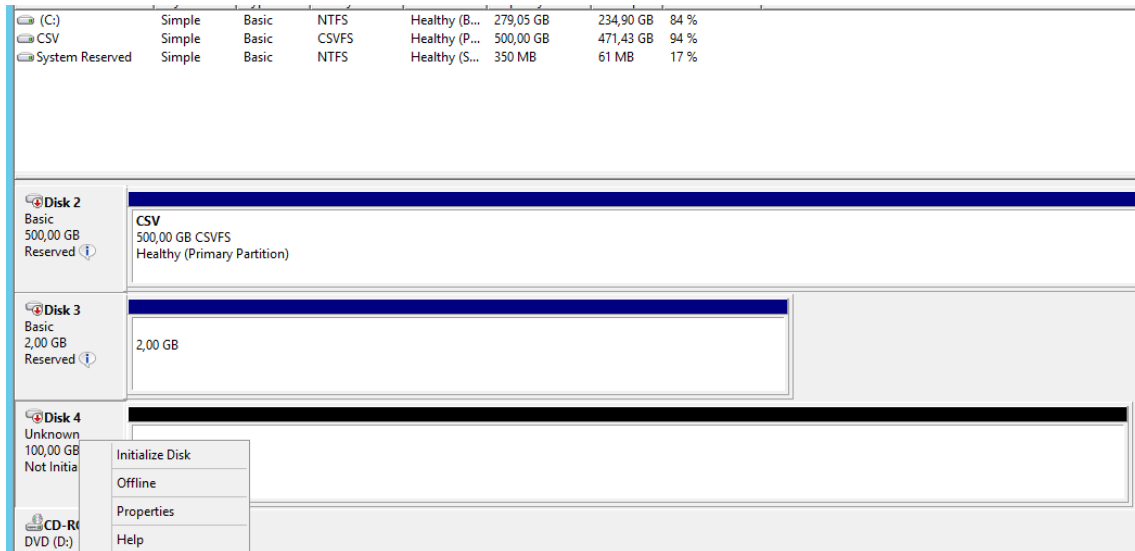 (C:) Simple Basic NTFS Healthy (B... 279,05 GB 234,90 GB 84 %
CSV Simple Basic CSVFS Healthy (P... 500,00 GB 471,43 GB 94 %
System Reserved Simple Basic NTFS Healthy (S... 350 MB 61 MB 17 %
Disk 2
Basic
500,00 GB
Reserved
CSV
500,00 GB CSVFS
Healthy (Primary Partition)
Disk 3
Basic
2,00 GB
Reserved
2,00 GB
Disk 4
Unknown
100,00 GB
Not Initia
Initialize Disk
Offline
Properties
Help
CD-RO
DVD (D:)